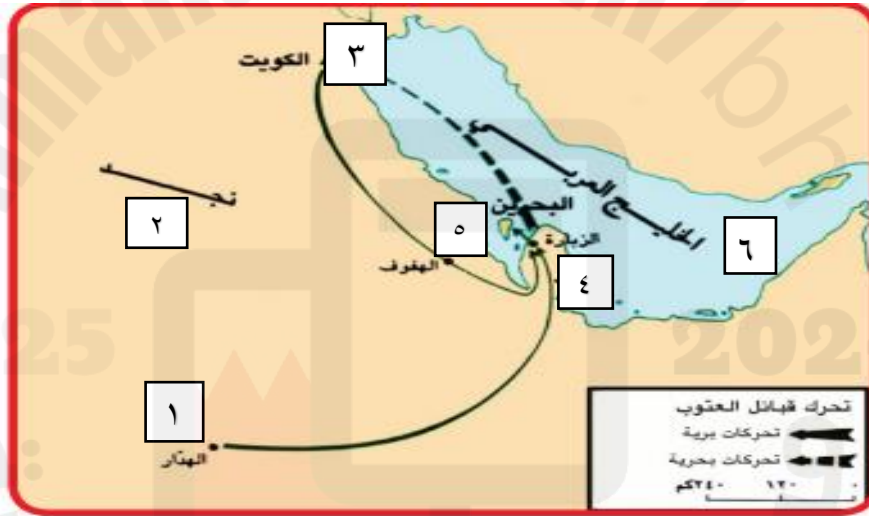 ٣
الكويت
نجد
٢
الخليج العربي
البحرين
الزبارة
٥
الهفوف
٦
٤
١
الهدار
تحرك قبائل العتوب
تحركات برية
تحركات بحرية
٠ ١٢٠ ٢٤٠كم
2025